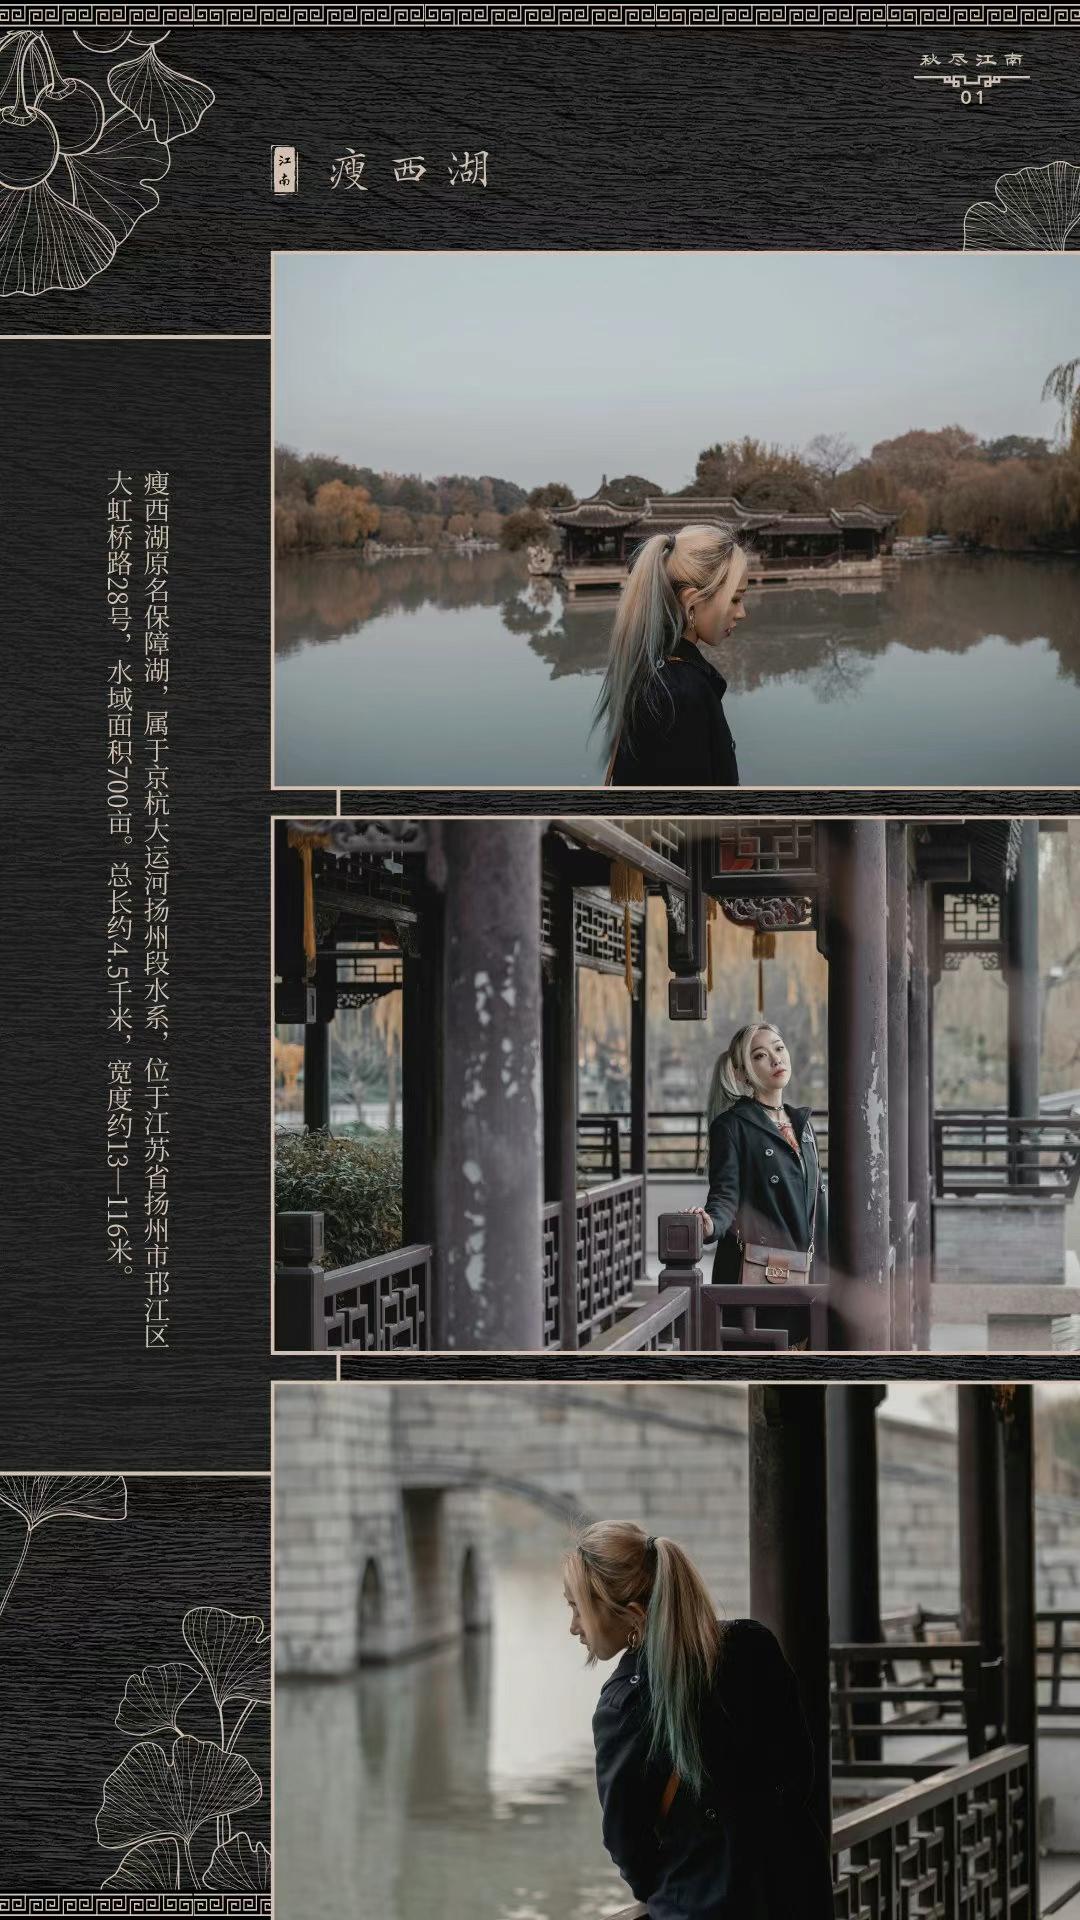 秋尽江南
01
江南
瘦西湖
瘦西湖原名保障湖，属于京杭大运河扬州段水系，位于江苏省扬州市邗江区
大虹桥路28号，水域面积700亩。总长约4.5千米，宽度约13—116米。